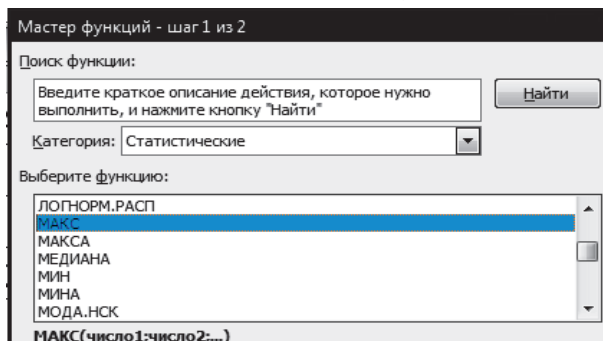 Мастер функций - шаг 1 из 2
Поиск функции:
Введите краткое описание действия, которое нужно
выполнить, и нажмите кнопку "Найти"
Найти
Категория: Статистические
Выберите функцию:
ЛОГНОРМ.РАСП
МАКС
МАКСА
МЕДИАНА
МИН
МИНА
МОДА.НСК
МАКС(число1;число2;...)